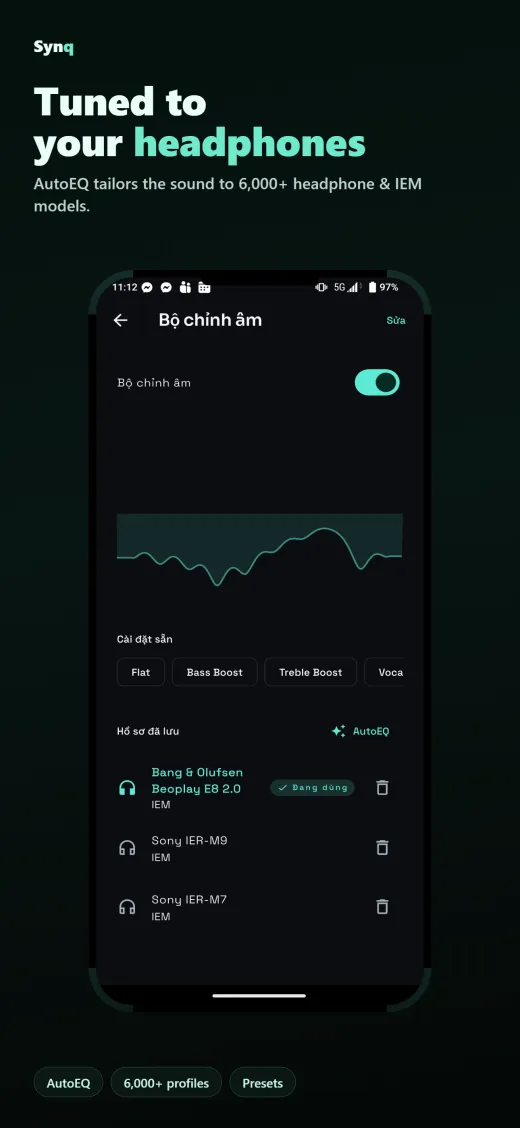 Synq
Tuned to
your headphones
AutoEQ tailors the sound to 6,000+ headphone & IEM
models.
11:12 5G 97%
Bộ chỉnh âm Sửa
Bộ chỉnh âm
Cài đặt sẵn
Flat Bass Boost Treble Boost Voca
Hồ sơ đã lưu AutoEQ
Bang & Olufsen
Beoplay E8 2.0
Đang dùng
IEM
Sony IER-M9
IEM
Sony IER-M7
IEM
AutoEQ 6,000+ profiles Presets